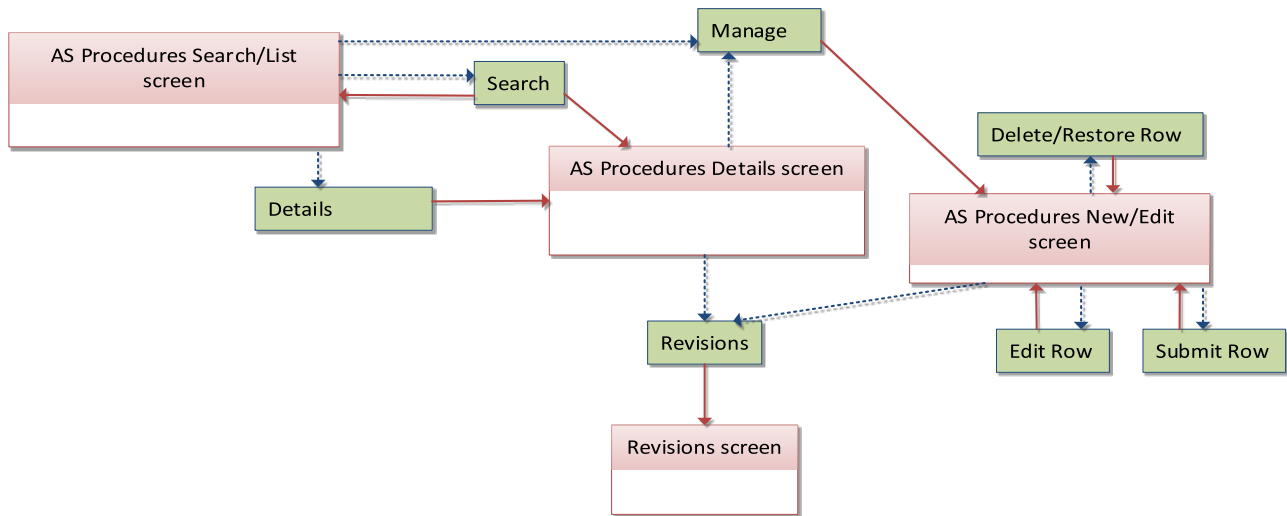 Manage
AS Procedures Search/List
screen
Search
Delete/Restore Row
AS Procedures Details screen
Details
AS Procedures New/Edit
screen
Revisions
Edit Row
Submit Row
Revisions screen